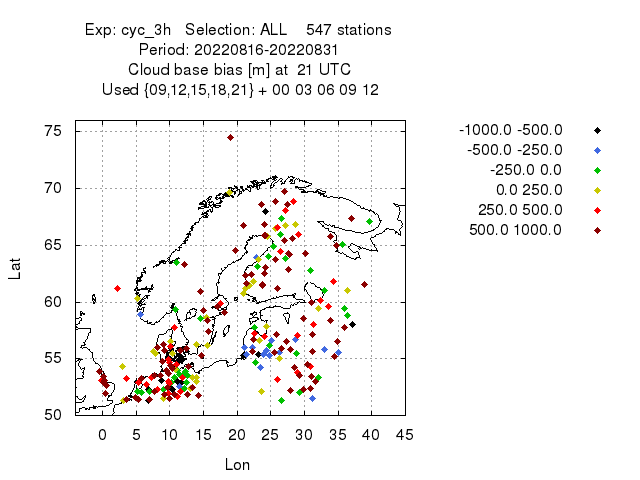 Exp: cyc_3h   Selection: ALL    547 stations
Period: 20220816-20220831
Cloud base bias [m] at  21 UTC
Used {09,12,15,18,21} + 00 03 06 09 12
-1000.0 -500.0
-500.0 -250.0
-250.0 0.0
0.0 250.0
250.0 500.0
500.0 1000.0
Lat
75
70
65
60
55
50
0 5 10 15 20 25 30 35 40 45
Lon